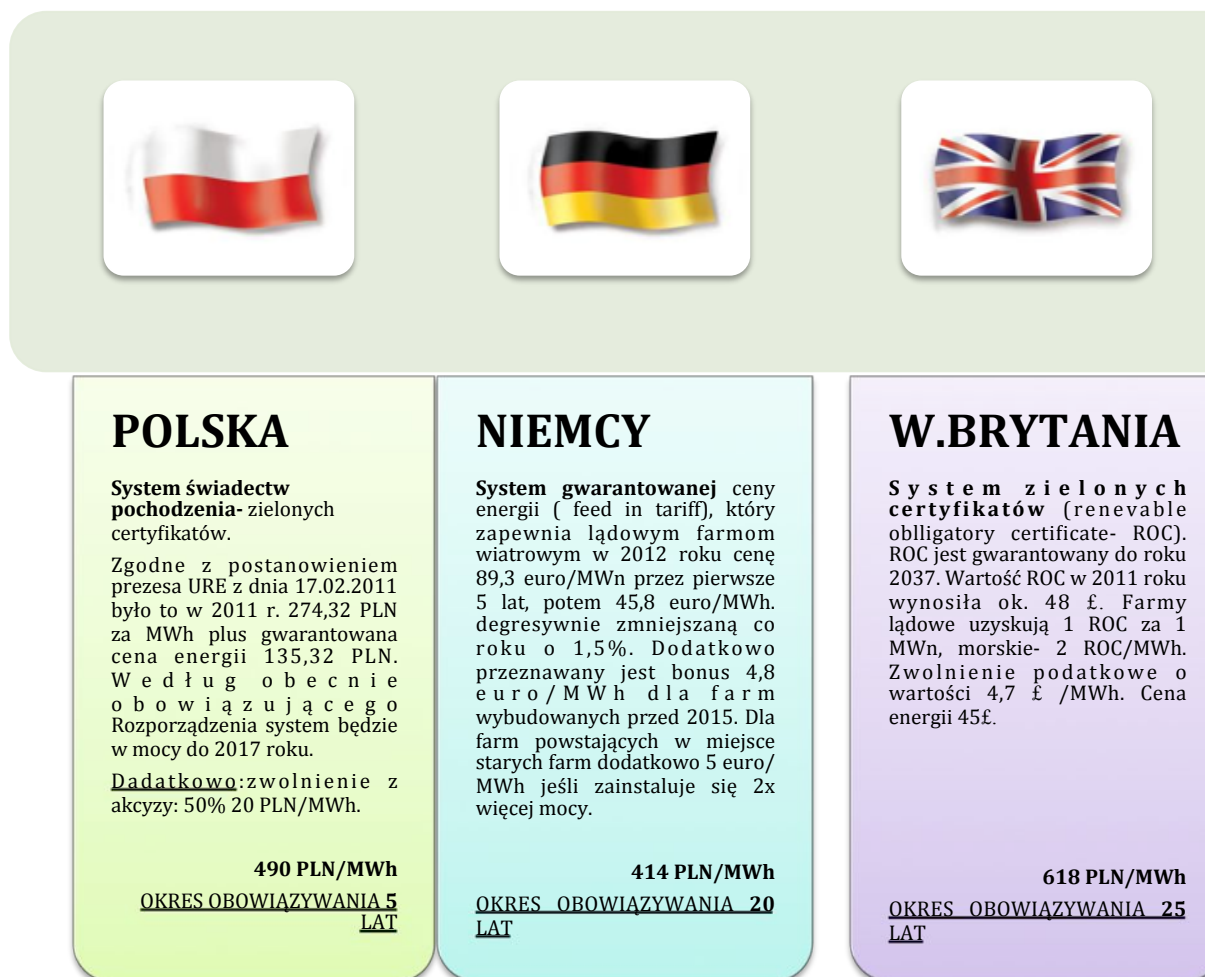 POLSKA
System świadectw
pochodzenia- zielonych
certyfikatów.
Zgodne z postanowieniem
prezesa URE z dnia 17.02.2011
było to w 2011 r. 274,32 PLN
za MWh plus gwarantowana
cena energii 135,32 PLN.
Według obecnie
obowiązującego
Rozporządzenia system będzie
w mocy do 2017 roku.
Dadatkowo:zwolnienie z
akcyzy: 50% 20 PLN/MWh.
490 PLN/MWh
OKRES OBOWIĄZYWANIA 5
LAT
NIEMCY
System gwarantowanej ceny
energii ( feed in tariff), który
zapewnia lądowym farmom
wiatrowym w 2012 roku cenę
89,3 euro/MWn przez pierwsze
5 lat, potem 45,8 euro/MWh.
degresywnie zmniejszaną co
roku o 1,5%. Dodatkowo
przeznawany jest bonus 4,8
euro/MWh dla farm
wybudowanych przed 2015. Dla
farm powstających w miejsce
starych farm dodatkowo 5 euro/
MWh jeśli zainstaluje się 2x
więcej mocy.
414 PLN/MWh
OKRES OBOWIĄZYWANIA 20
LAT
W.BRYTANIA
System zielonych
certyfikatów (renevable
oblligatory certificate- ROC).
ROC jest gwarantowany do roku
2037. Wartość ROC w 2011 roku
wynosiła ok. 48 £. Farmy
lądowe uzyskują 1 ROC za 1
MWn, morskie- 2 ROC/MWh.
Zwolnienie podatkowe o
wartości 4,7 £ /MWh. Cena
energii 45£.
618 PLN/MWh
OKRES OBOWIĄZYWANIA 25
LAT